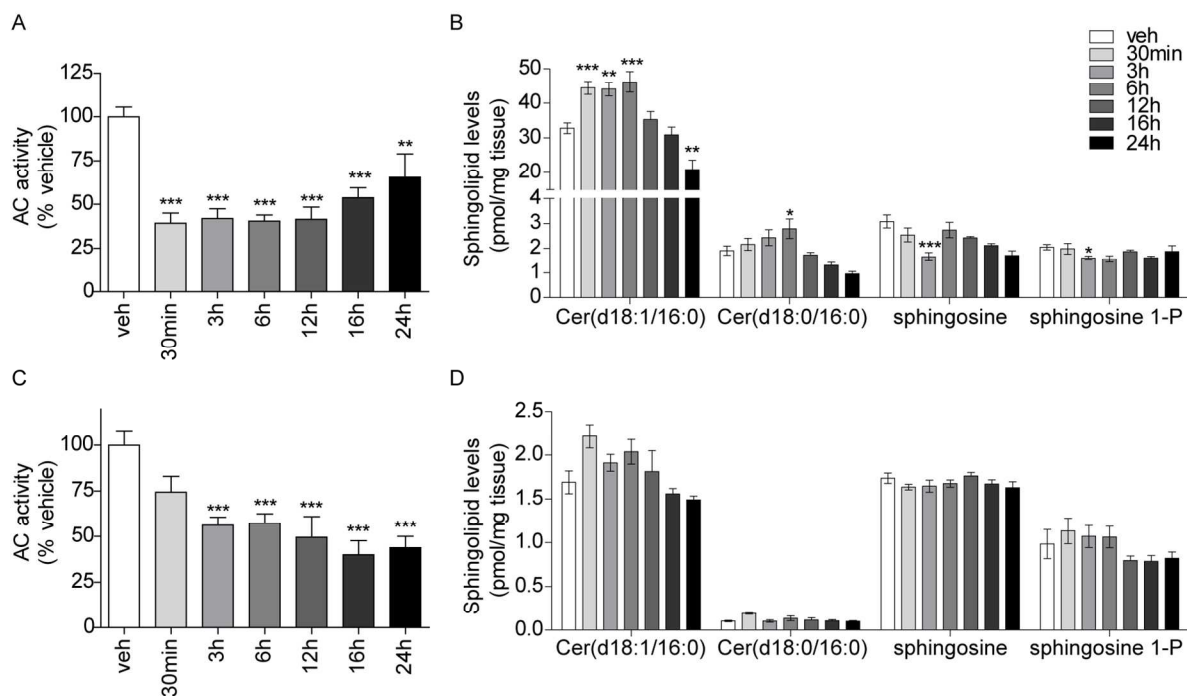 A
AC activity
(% vehicle)
125
100
75
50
25
0
***
***
***
***
***
**
veh
30min
3h
6h
12h
16h
24h
B
Sphingolipid levels
(pmol/mg tissue)
50
40
30
20
4
3
2
1
0
***
**
***
**
*
***
*
Cer(d18:1/16:0)
Cer(d18:0/16:0)
sphingosine
sphingosine 1-P
veh
30min
3h
6h
12h
16h
24h
C
AC activity
(% vehicle)
100
75
50
25
0
***
***
***
***
***
veh
30min
3h
6h
12h
16h
24h
D
Sphingolipid levels
(pmol/mg tissue)
2.5
2.0
1.5
1.0
0.5
0.0
Cer(d18:1/16:0)
Cer(d18:0/16:0)
sphingosine
sphingosine 1-P